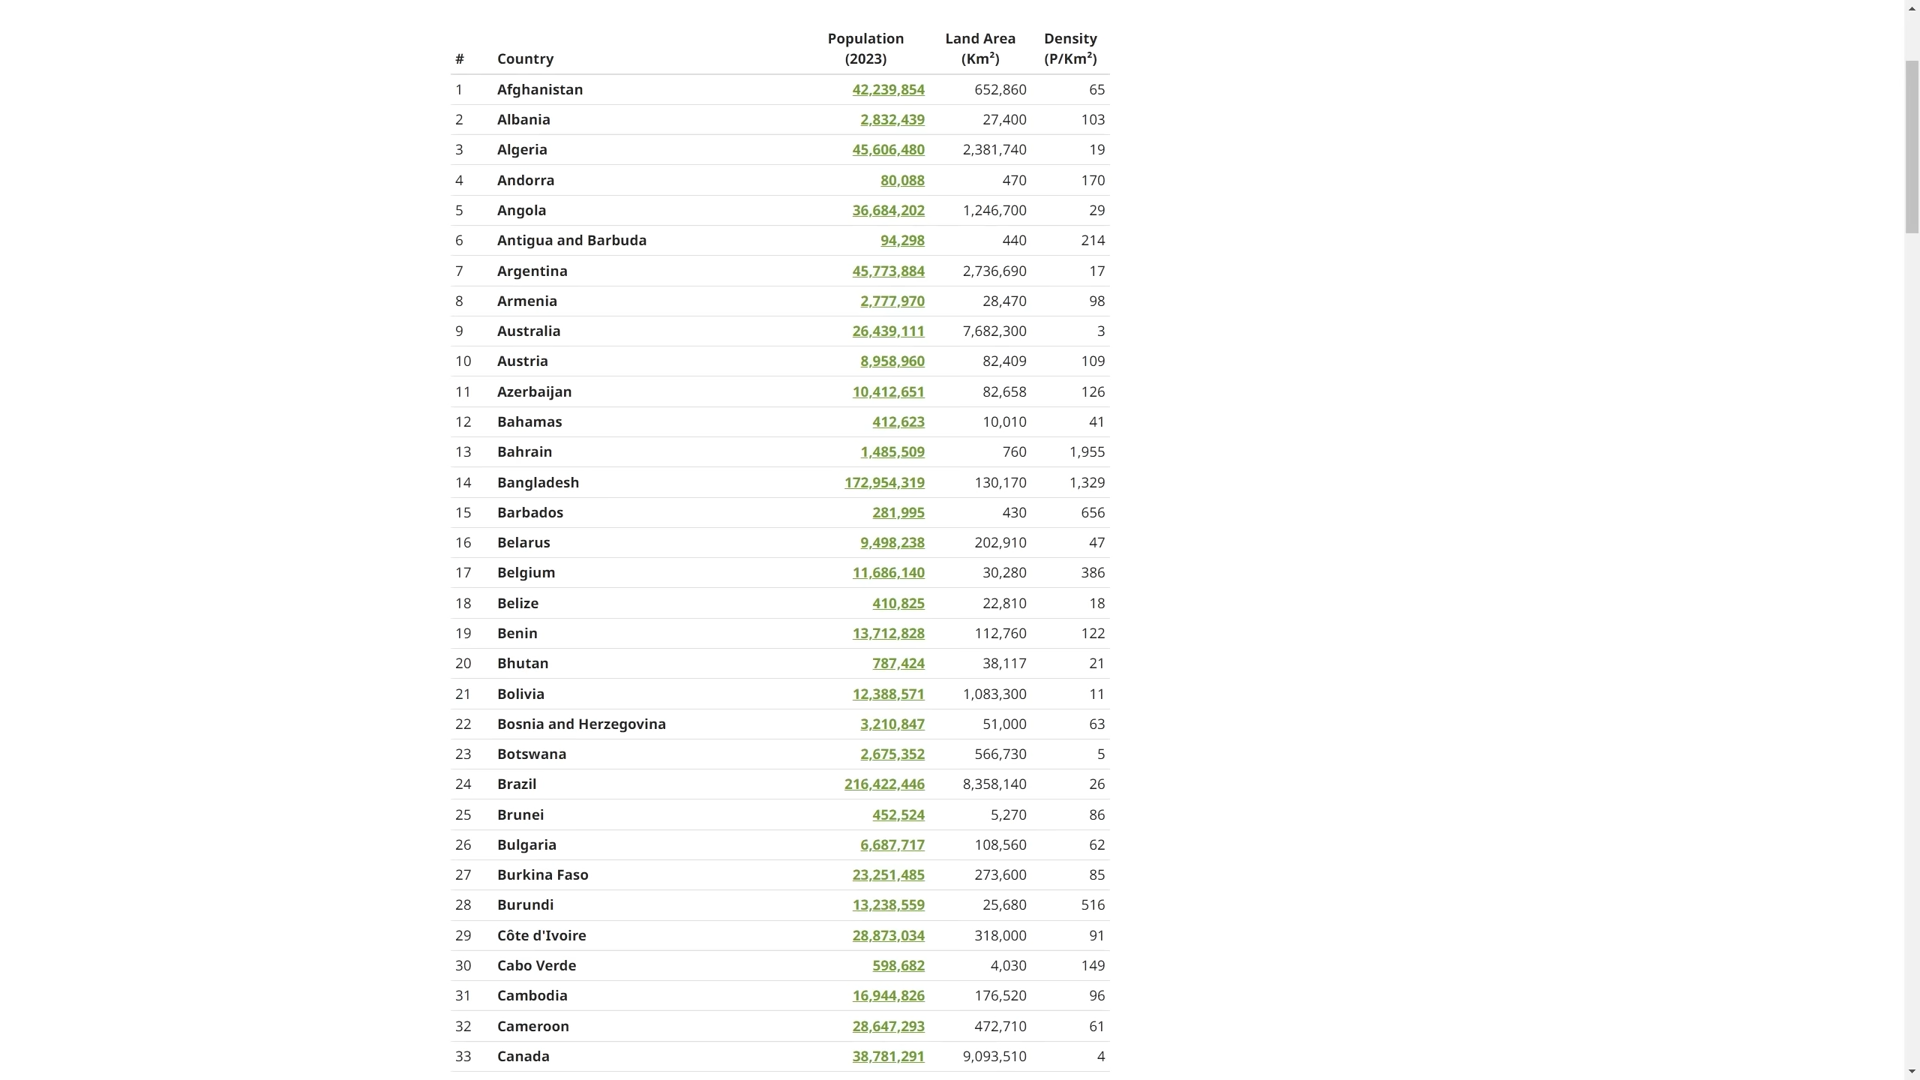 # Country Population (2023) Land Area (Km²) Density (P/Km²)
1 Afghanistan 42,239,854 652,860 65
2 Albania 2,832,439 27,400 103
3 Algeria 45,606,480 2,381,740 19
4 Andorra 80,088 470 170
5 Angola 36,684,202 1,246,700 29
6 Antigua and Barbuda 94,298 440 214
7 Argentina 45,773,884 2,736,690 17
8 Armenia 2,777,970 28,470 98
9 Australia 26,439,111 7,682,300 3
10 Austria 8,958,960 82,409 109
11 Azerbaijan 10,412,651 82,658 126
12 Bahamas 412,623 10,010 41
13 Bahrain 1,485,509 760 1,955
14 Bangladesh 172,954,319 130,170 1,329
15 Barbados 281,995 430 656
16 Belarus 9,498,238 202,910 47
17 Belgium 11,686,140 30,280 386
18 Belize 410,825 22,810 18
19 Benin 13,712,828 112,760 122
20 Bhutan 787,424 38,117 21
21 Bolivia 12,388,571 1,083,300 11
22 Bosnia and Herzegovina 3,210,847 51,000 63
23 Botswana 2,675,352 566,730 5
24 Brazil 216,422,446 8,358,140 26
25 Brunei 452,524 5,270 86
26 Bulgaria 6,687,717 108,560 62
27 Burkina Faso 23,251,485 273,600 85
28 Burundi 13,238,559 25,680 516
29 Côte d'Ivoire 28,873,034 318,000 91
30 Cabo Verde 598,682 4,030 149
31 Cambodia 16,944,826 176,520 96
32 Cameroon 28,647,293 472,710 61
33 Canada 38,781,291 9,093,510 4